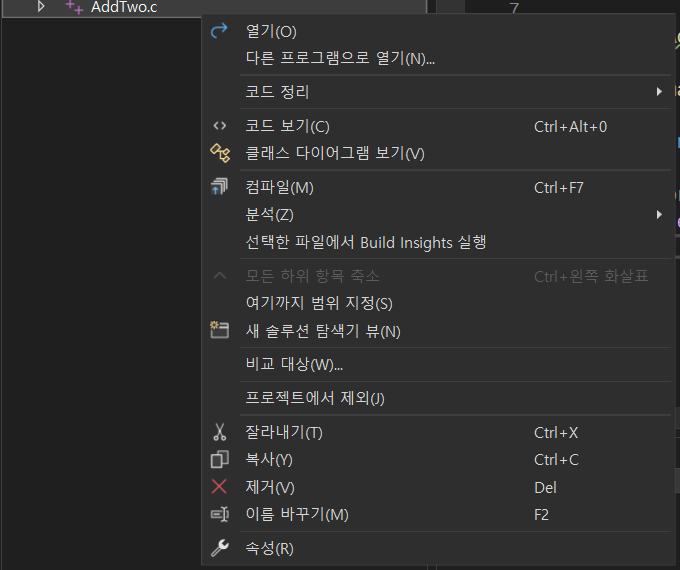 AddTwo.c
7
열기(O)
다른 프로그램으로 열기(N)...
코드 정리
코드 보기(C) Ctrl+Alt+0
클래스 다이어그램 보기(V)
컴파일(M) Ctrl+F7
분석(Z)
선택한 파일에서 Build Insights 실행
모든 하위 항목 축소 Ctrl+왼쪽 화살표
여기까지 범위 지정(S)
새 솔루션 탐색기 뷰(N)
비교 대상(W)...
프로젝트에서 제외(J)
잘라내기(T) Ctrl+X
복사(Y) Ctrl+C
제거(V) Del
이름 바꾸기(M) F2
속성(R)